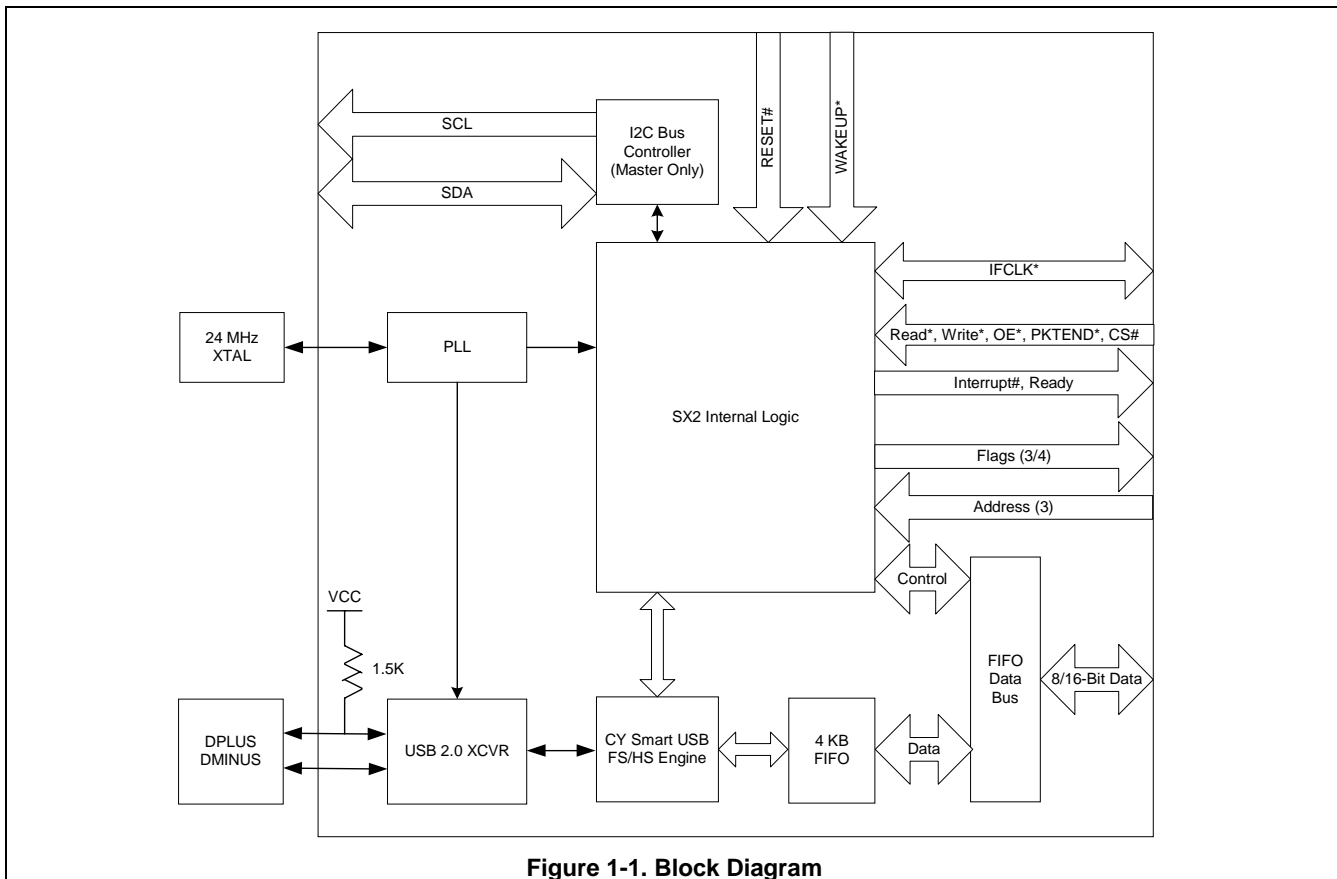 SCL
SDA
I2C Bus
Controller
(Master Only)
RESET#
WAKEUP*
IFCLK*
Read*, Write*, OE*, PKTEND*, CS#
Interrupt#, Ready
Flags (3/4)
Address (3)
24 MHz
XTAL
PLL
SX2 Internal Logic
Control
VCC
1.5K
DPLUS
DMINUS
USB 2.0 XCVR
CY Smart USB
FS/HS Engine
4 KB
FIFO
Data
FIFO
Data
Bus
8/16-Bit Data
Figure 1-1. Block Diagram